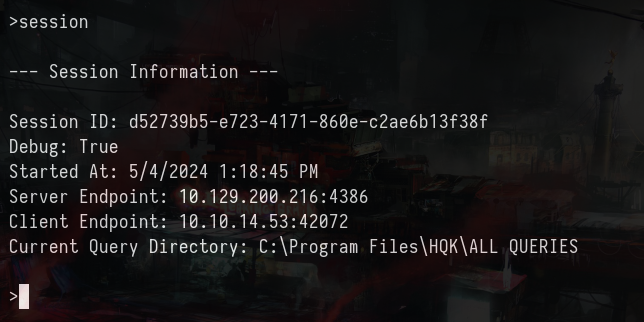 >session
--- Session Information ---
Session ID: d52739b5-e723-4171-860e-c2ae6b13f38f
Debug: True
Started At: 5/4/2024 1:18:45 PM
Server Endpoint: 10.129.200.216:4386
Client Endpoint: 10.10.14.53:42072
Current Query Directory: C:\Program Files\HQK\ALL QUERIES
>